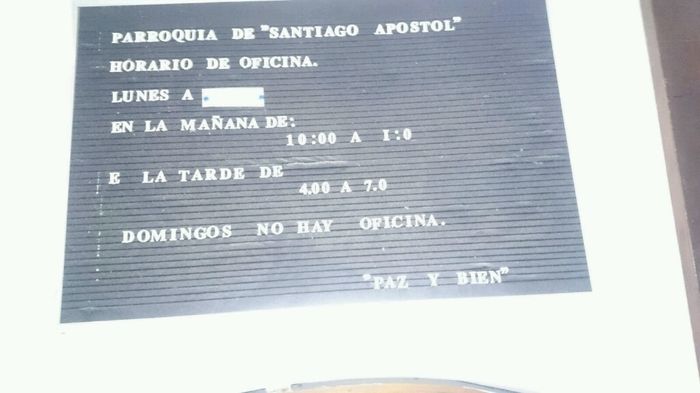 PARROQUIA DE "SANTIAGO APOSTOL"
HORARIO DE OFICINA.
LUNES A
EN LA MAÑANA DE:
10:00 A I:0
E LA TARDE DE
4.00 A 7.0
DOMINGOS NO HAY OFICINA.
"PAZ Y BIEN"